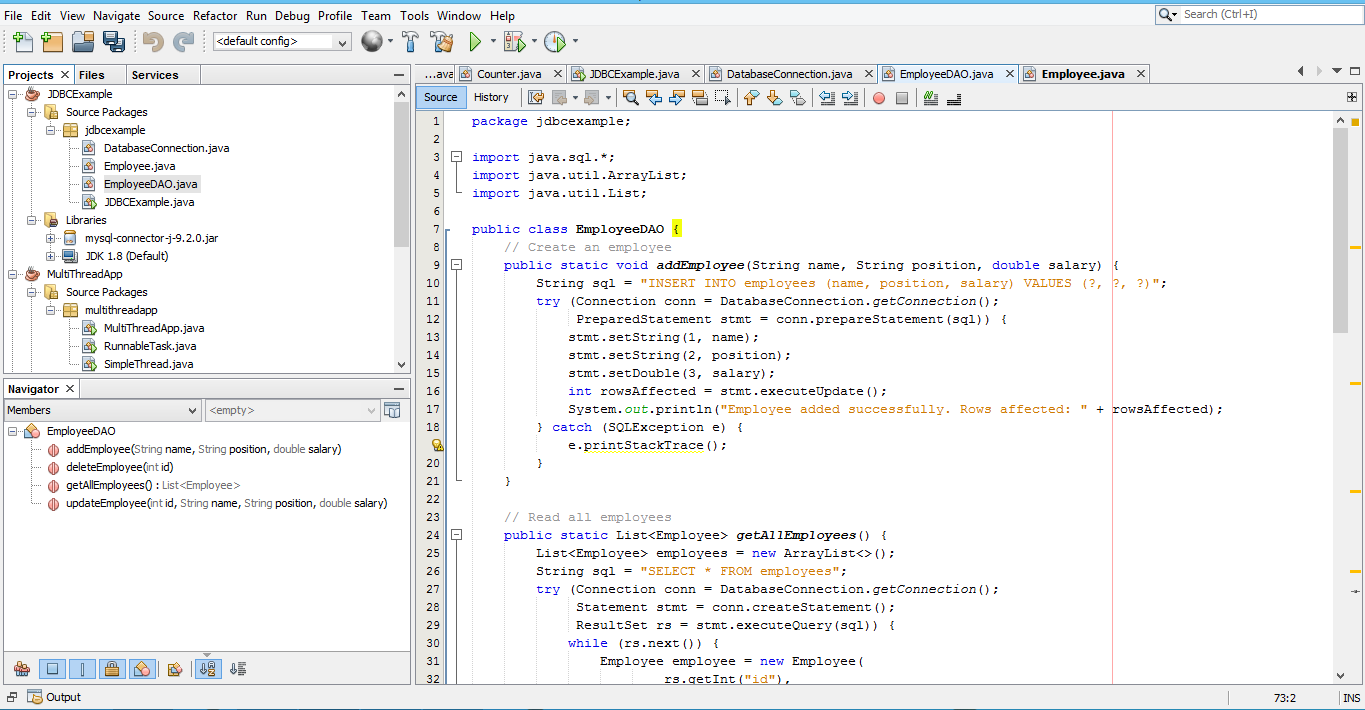 File Edit View Navigate Source Refactor Run Debug Profile Team Tools Window Help
Search (Ctrl+I)
<default config>
Projects Files Services
JDBCExample
Source Packages
jdbcexample
DatabaseConnection.java
Employee.java
EmployeeDAO.java
JDBCExample.java
Libraries
mysql-connector-j-9.2.0.jar
JDK 1.8 (Default)
MultiThreadApp
Source Packages
multithreadapp
MultiThreadApp.java
RunnableTask.java
SimpleThread.java
Navigator
Members <empty>
EmployeeDAO
addEmployee(String name, String position, double salary)
deleteEmployee(int id)
getAllEmployees() : List<Employee>
updateEmployee(int id, String name, String position, double salary)
...ava Counter.java JDBCExample.java DatabaseConnection.java EmployeeDAO.java Employee.java
Source History
1 package jdbcexample;
2
3 import java.sql.*;
4 import java.util.ArrayList;
5 import java.util.List;
6
7 public class EmployeeDAO {
8 // Create an employee
9 public static void addEmployee(String name, String position, double salary) {
10 String sql = "INSERT INTO employees (name, position, salary) VALUES (?, ?, ?)";
11 try (Connection conn = DatabaseConnection.getConnection();
12 PreparedStatement stmt = conn.prepareStatement(sql)) {
13 stmt.setString(1, name);
14 stmt.setString(2, position);
15 stmt.setDouble(3, salary);
16 int rowsAffected = stmt.executeUpdate();
17 System.out.println("Employee added successfully. Rows affected: " + rowsAffected);
18 } catch (SQLException e) {
e.printStackTrace();
20 }
21 }
22
23 // Read all employees
24 public static List<Employee> getAllEmployees() {
25 List<Employee> employees = new ArrayList<>();
26 String sql = "SELECT * FROM employees";
27 try (Connection conn = DatabaseConnection.getConnection();
28 Statement stmt = conn.createStatement();
29 ResultSet rs = stmt.executeQuery(sql)) {
30 while (rs.next()) {
31 Employee employee = new Employee(
32 rs.getInt("id"),
Output
73:2 INS